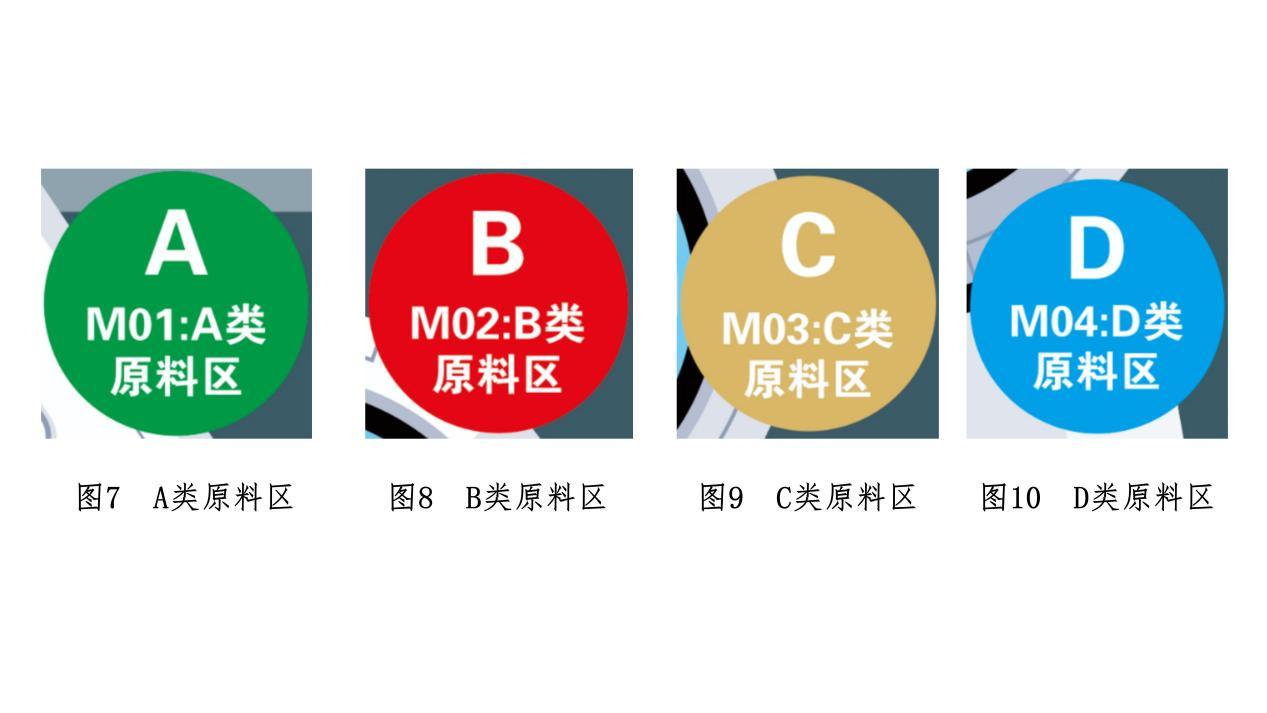 A
M01:A类
原料区
B
M02:B类
原料区
C
M03:C类
原料区
D
M04:D类
原料区
图7 A类原料区
图8 B类原料区
图9 C类原料区
图10 D类原料区